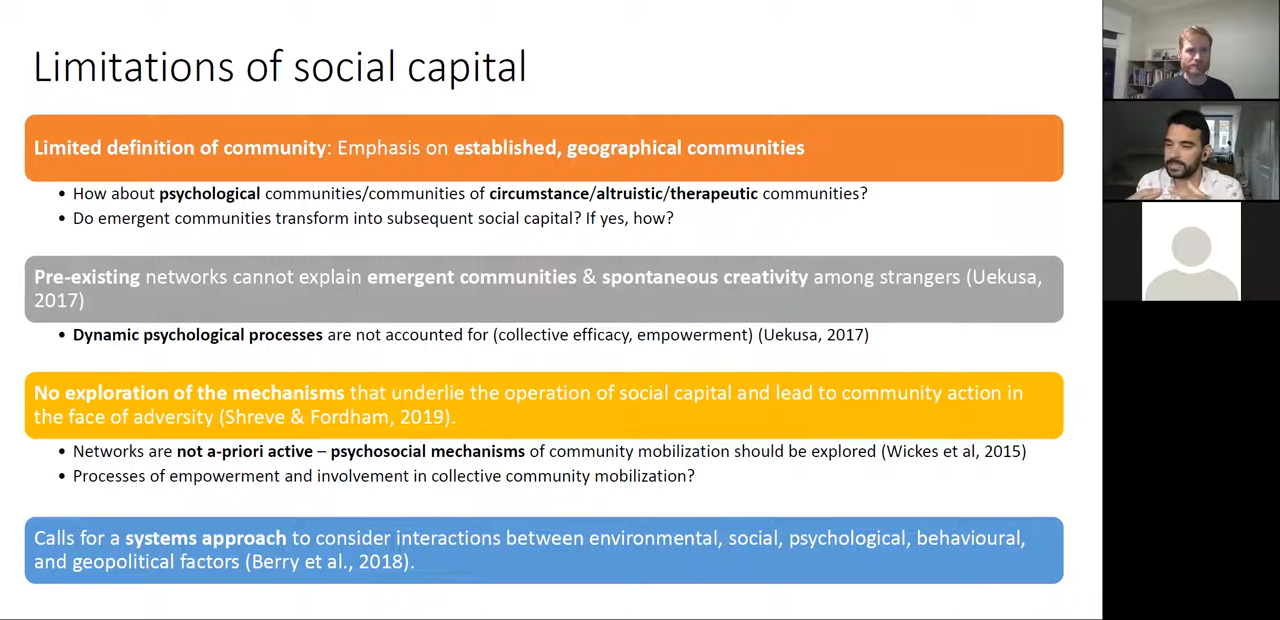 Limitations of social capital
Limited definition of community: Emphasis on established, geographical communities
• How about psychological communities/communities of circumstance/altruistic/therapeutic communities?
• Do emergent communities transform into subsequent social capital? If yes, how?
Pre-existing networks cannot explain emergent communities & spontaneous creativity among strangers (Uekusa,
2017)
• Dynamic psychological processes are not accounted for (collective efficacy, empowerment) (Uekusa, 2017)
No exploration of the mechanisms that underlie the operation of social capital and lead to community action in
the face of adversity (Shreve & Fordham, 2019).
• Networks are not a-priori active – psychosocial mechanisms of community mobilization should be explored (Wickes et al, 2015)
• Processes of empowerment and involvement in collective community mobilization?
Calls for a systems approach to consider interactions between environmental, social, psychological, behavioural,
and geopolitical factors (Berry et al., 2018).